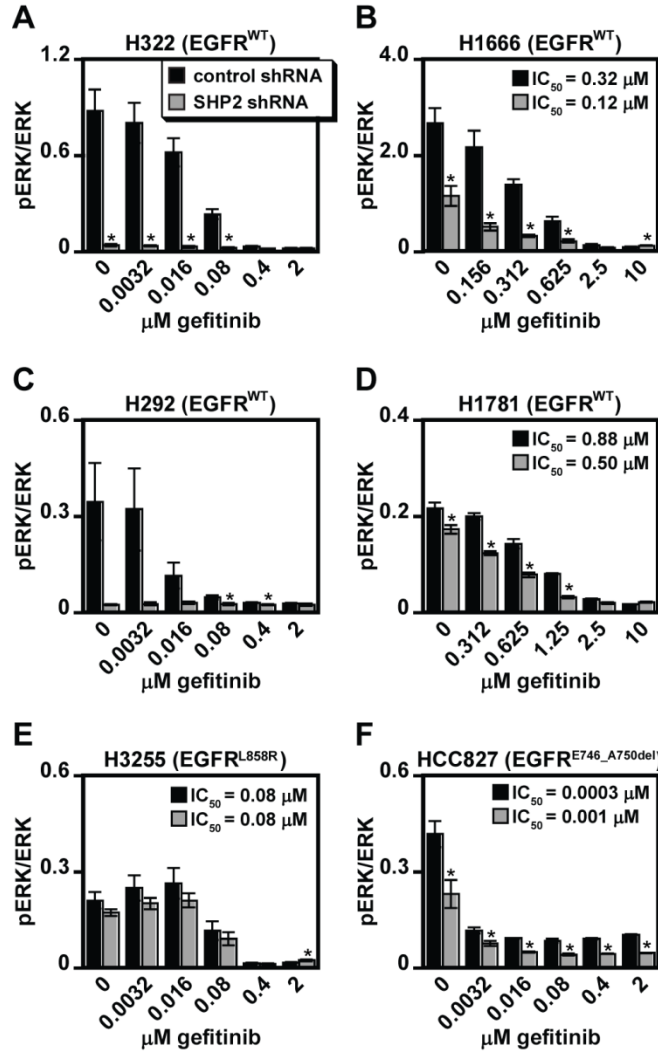 A
H322 (EGFRWT)
1.2
0.6
0
pERK/ERK
control shRNA
SHP2 shRNA
* * * *
0 0.0032 0.016 0.08 0.4 2
μM gefitinib
B
H1666 (EGFRWT)
4.0
2.0
0
pERK/ERK
IC50 = 0.32 μM
IC50 = 0.12 μM
* * * * *
0 0.156 0.312 0.625 2.5 10
μM gefitinib
C
H292 (EGFRWT)
0.6
0.3
0
pERK/ERK
* *
0 0.0032 0.016 0.08 0.4 2
μM gefitinib
D
H1781 (EGFRWT)
0.4
0.2
0
pERK/ERK
IC50 = 0.88 μM
IC50 = 0.50 μM
* * * *
0 0.312 0.625 1.25 2.5 10
μM gefitinib
E
H3255 (EGFRL858R)
0.6
0.3
0
pERK/ERK
IC50 = 0.08 μM
IC50 = 0.08 μM
*
0 0.0032 0.016 0.08 0.4 2
μM gefitinib
F
HCC827 (EGFRE746_A750del)
0.6
0.3
0
pERK/ERK
IC50 = 0.0003 μM
IC50 = 0.001 μM
* * * * * *
0 0.0032 0.016 0.08 0.4 2
μM gefitinib